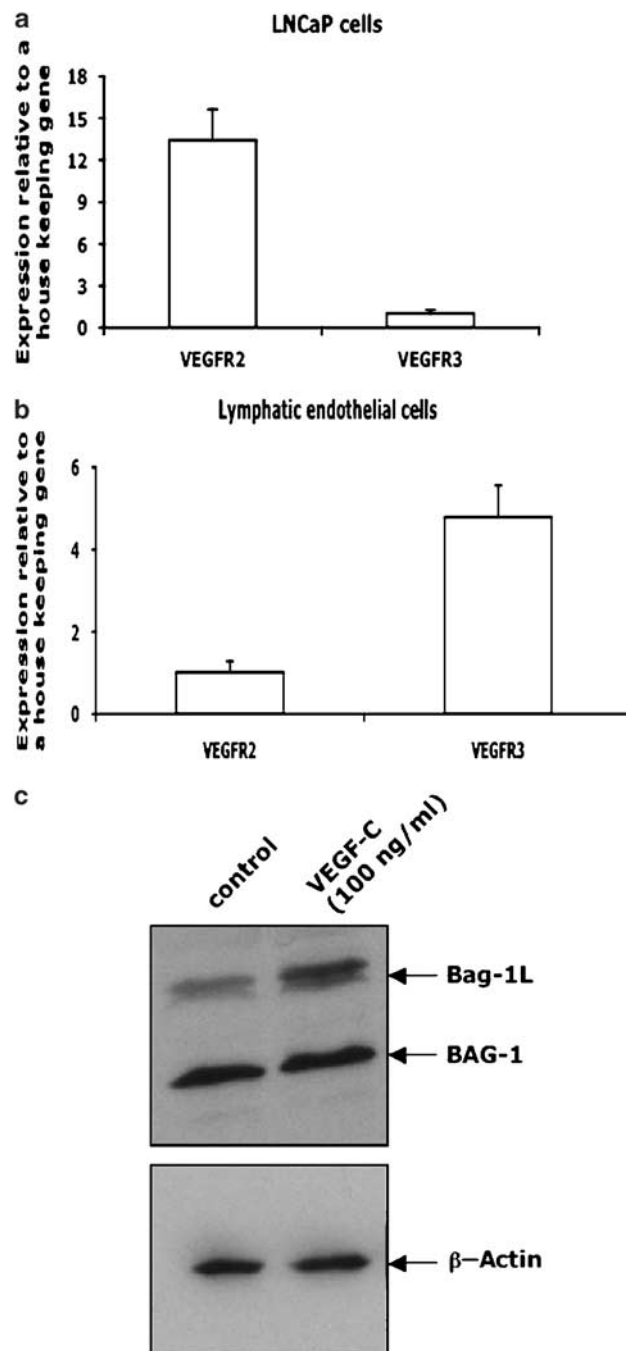 a
LNCaP cells
Expression relative to a
house keeping gene
18
15
12
9
6
3
0
VEGFR2 VEGFR3
b
Lymphatic endothelial cells
Expression relative to
a house keeping gene
6
4
2
0
VEGFR2 VEGFR3
c
control
VEGF-C
(100 ng/ml)
Bag-1L
BAG-1
β-Actin